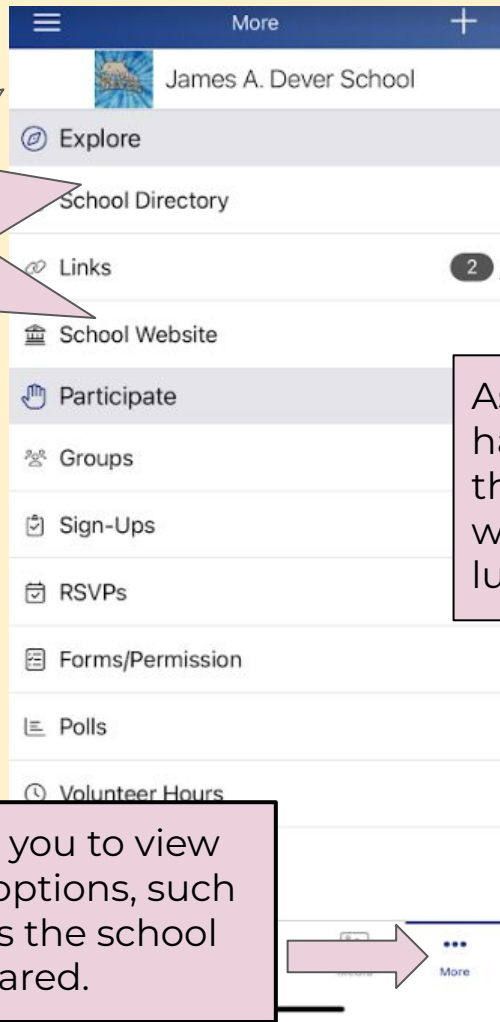 More
James A. Dever School
Explore
School Directory
Links
2
School Website
Participate
Groups
Sign-Ups
RSVPs
Forms/Permission
Polls
Volunteer Hours
you to view
options, such
s the school
ared.
More